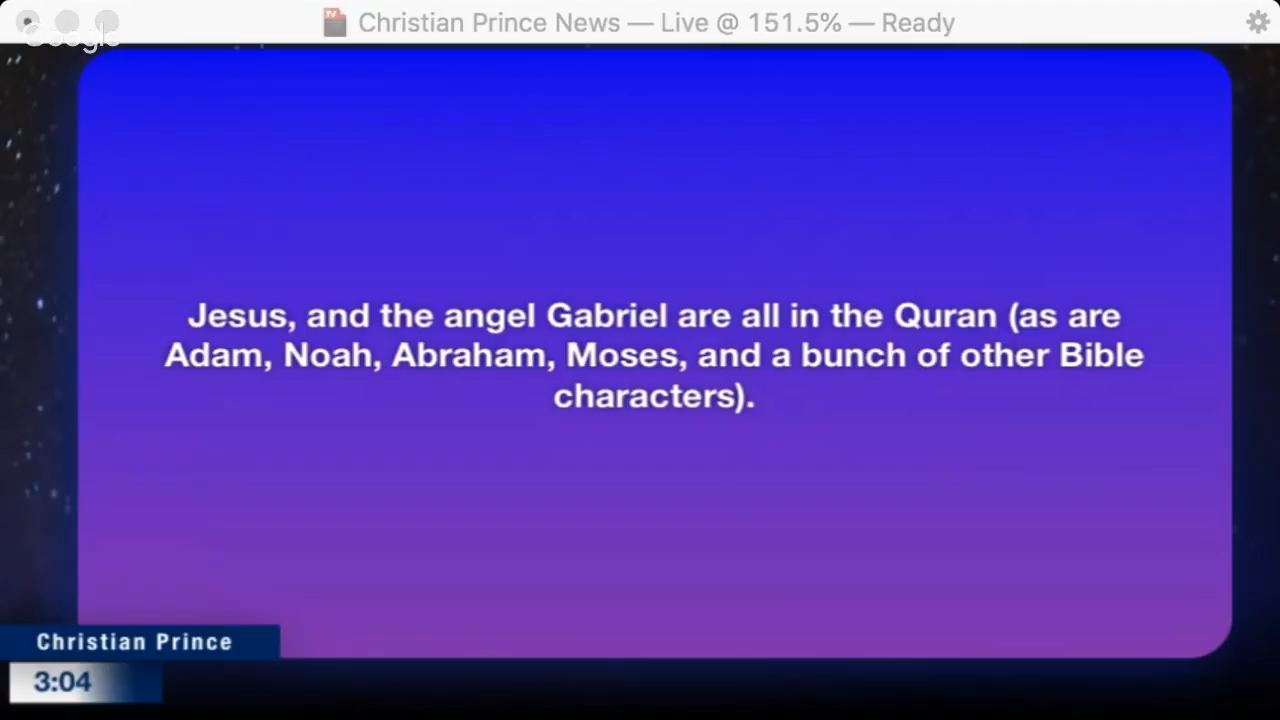 Christian Prince News — Live @ 151.5% — Ready
Google
Jesus, and the angel Gabriel are all in the Quran (as are
Adam, Noah, Abraham, Moses, and a bunch of other Bible
characters).
Christian Prince
3:04